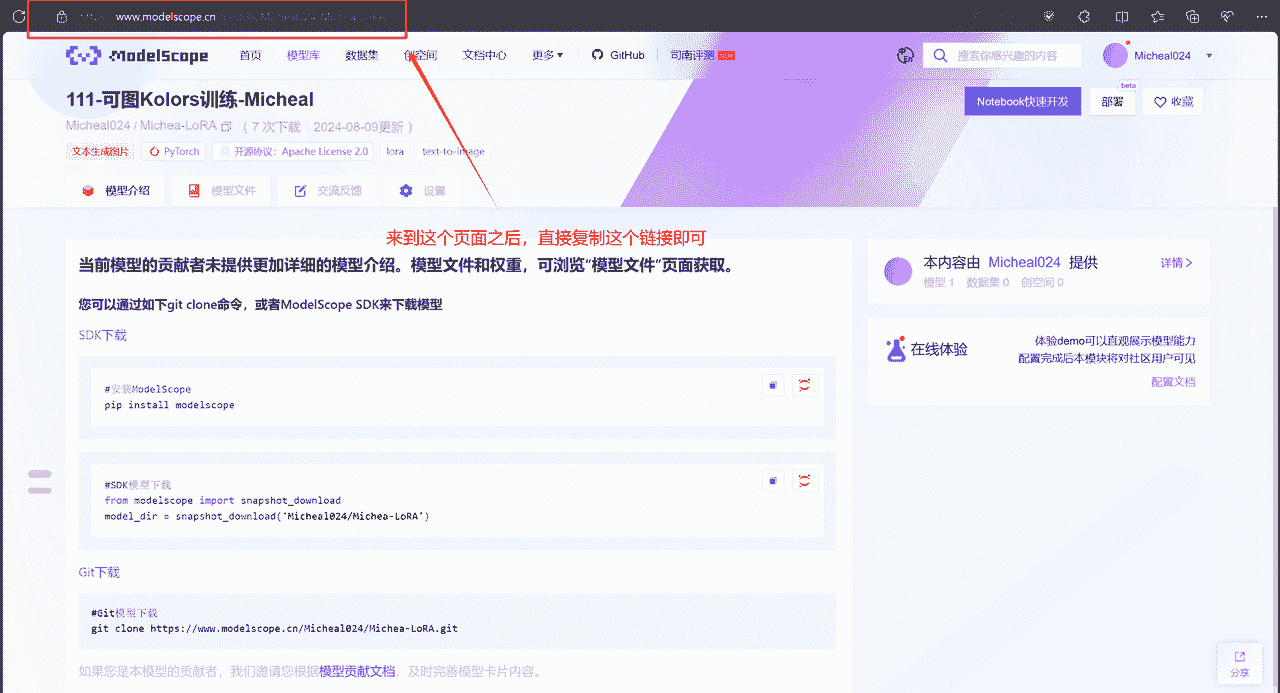 www.modelscope.cn
ModelScope 首页 模型库 数据集 创空间 文档中心 更多 GitHub 司南评测 NEW En 搜索你感兴趣的内容 Micheal024
111-可图Kolors训练-Micheal
Notebook快速开发 部署 beta 收藏
Micheal024 / Michea-LoRA ( 7 次下载 | 2024-08-09更新 )
文本生成图片 PyTorch 开源协议: Apache License 2.0 lora text-to-image
模型介绍 模型文件 交流反馈 设置
来到这个页面之后，直接复制这个链接即可
当前模型的贡献者未提供更加详细的模型介绍。模型文件和权重，可浏览“模型文件”页面获取。
您可以通过如下git clone命令，或者ModelScope SDK来下载模型
SDK下载
#安装ModelScope
pip install modelscope
#SDK模型下载
from modelscope import snapshot_download
model_dir = snapshot_download('Micheal024/Michea-LoRA')
Git下载
#Git模型下载
git clone https://www.modelscope.cn/Micheal024/Michea-LoRA.git
如果您是本模型的贡献者，我们邀请您根据模型贡献文档，及时完善模型卡片内容。
本内容由 Micheal024 提供 详情
模型 1 数据集 0 创空间 0
在线体验
体验demo可以直观展示模型能力
配置完成后本模块将对社区用户可见
配置文档
分享